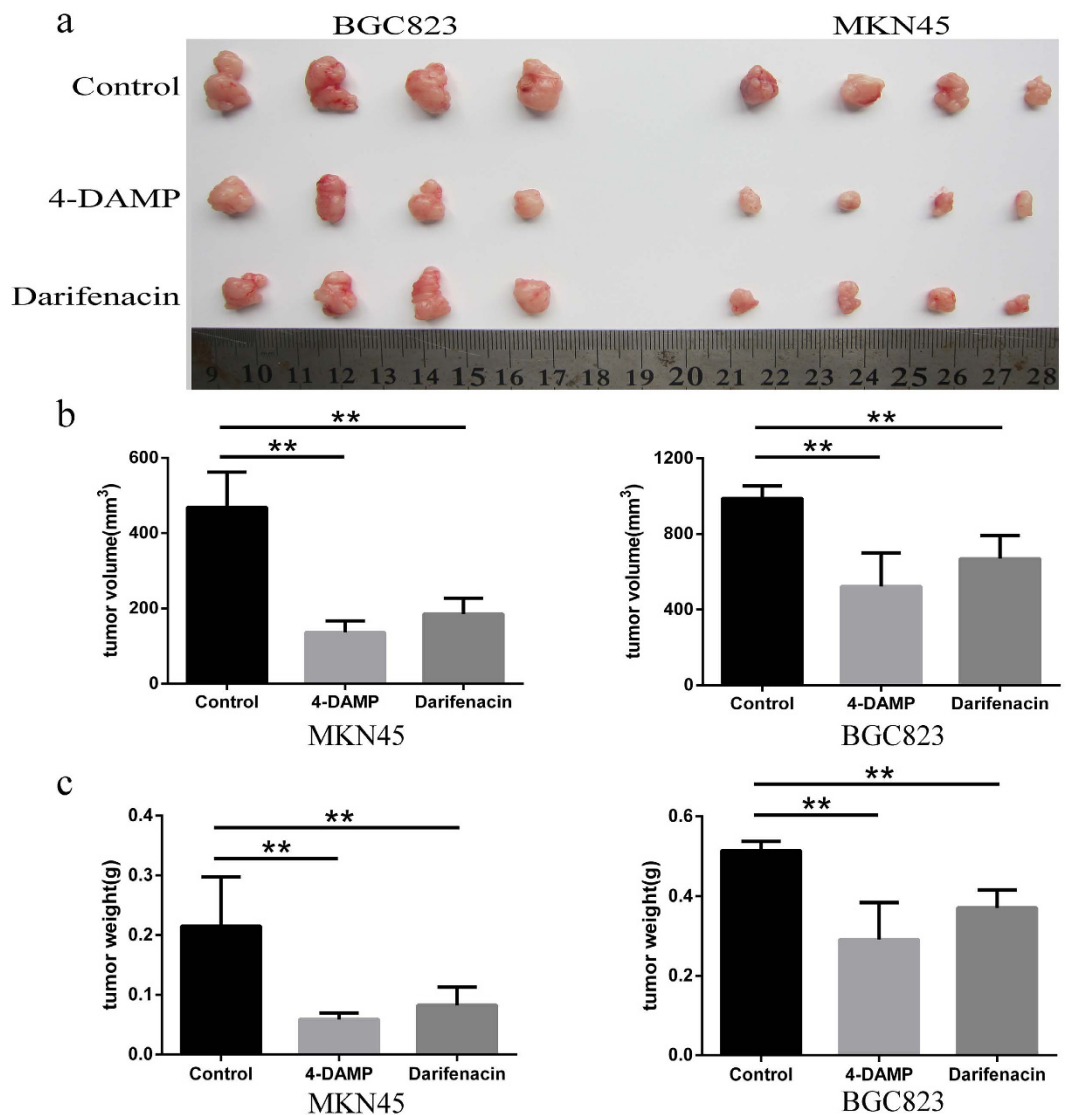 a
BGC823 MKN45
Control
4-DAMP
Darifenacin
9 10 11 12 13 14 15 16 17 18 19 20 21 22 23 24 25 26 27 28
b
** **
** **
tumor volume(mm³)
600
400
200
0
Control 4-DAMP Darifenacin
MKN45
tumor volume(mm³)
1200
800
400
0
Control 4-DAMP Darifenacin
BGC823
c
** **
** **
tumor weight(g)
0.4
0.3
0.2
0.1
0.0
Control 4-DAMP Darifenacin
MKN45
tumor weight(g)
0.6
0.4
0.2
0.0
Control 4-DAMP Darifenacin
BGC823